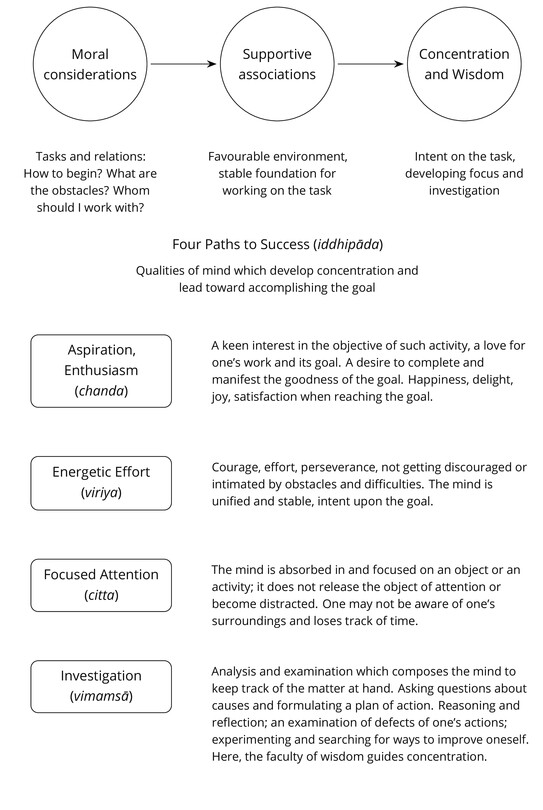 Moral
considerations
Supportive
associations
Concentration
and Wisdom
Tasks and relations:
How to begin? What are
the obstacles? Whom
should I work with?
Favourable environment,
stable foundation for
working on the task
Intent on the task,
developing focus and
investigation
Four Paths to Success (iddhipāda)
Qualities of mind which develop concentration and
lead toward accomplishing the goal
Aspiration,
Enthusiasm
(chanda)
A keen interest in the objective of such activity, a love for
one’s work and its goal. A desire to complete and
manifest the goodness of the goal. Happiness, delight,
joy, satisfaction when reaching the goal.
Energetic Effort
(viriya)
Courage, effort, perseverance, not getting discouraged or
intimated by obstacles and difficulties. The mind is
unified and stable, intent upon the goal.
Focused Attention
(citta)
The mind is absorbed in and focused on an object or an
activity; it does not release the object of attention or
become distracted. One may not be aware of one’s
surroundings and loses track of time.
Investigation
(vimamsā)
Analysis and examination which composes the mind to
keep track of the matter at hand. Asking questions about
causes and formulating a plan of action. Reasoning and
reflection; an examination of defects of one’s actions;
experimenting and searching for ways to improve oneself.
Here, the faculty of wisdom guides concentration.